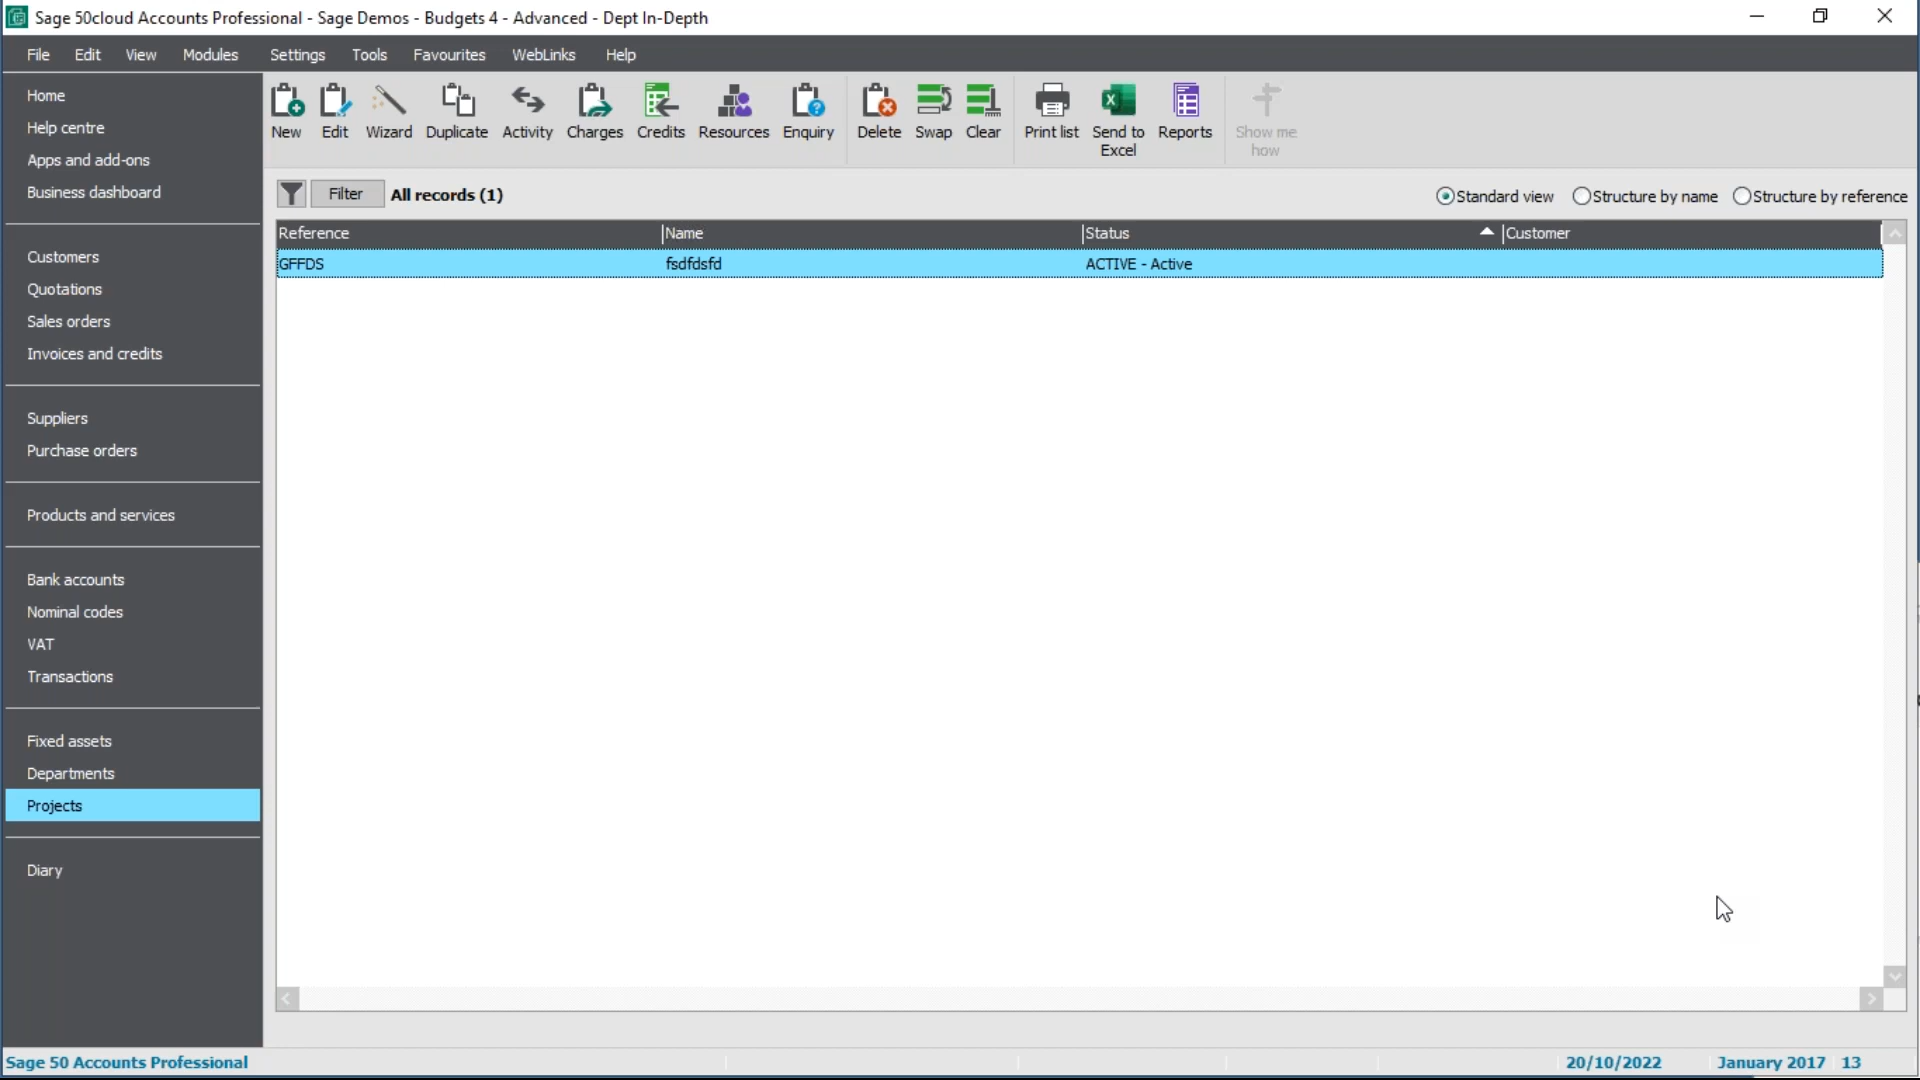 Sage 50cloud Accounts Professional - Sage Demos - Budgets 4 - Advanced - Dept In-Depth
File Edit View Modules Settings Tools Favourites WebLinks Help
Home
Help centre
Apps and add-ons
Business dashboard
Customers
Quotations
Sales orders
Invoices and credits
Suppliers
Purchase orders
Products and services
Bank accounts
Nominal codes
VAT
Transactions
Fixed assets
Departments
Projects
Diary
New Edit Wizard Duplicate Activity Charges Credits Resources Enquiry Delete Swap Clear Print list Send to Excel Reports Show me how
Filter All records (1) Standard view Structure by name Structure by reference
Reference Name Status Customer
GFFDS fsdfdsfd ACTIVE - Active
Sage 50 Accounts Professional 20/10/2022 January 2017 13